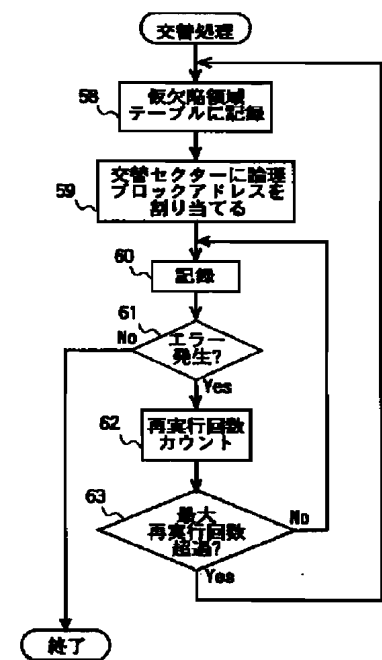 交替処理
58
仮欠陥領域
テーブルに記録
59
交替セクターに論理
ブロックアドレスを
割り当てる
60
記録
61
エラー
発生?
No
Yes
62
再実行回数
カウント
63
最大
再実行回数
超過?
No
Yes
終了